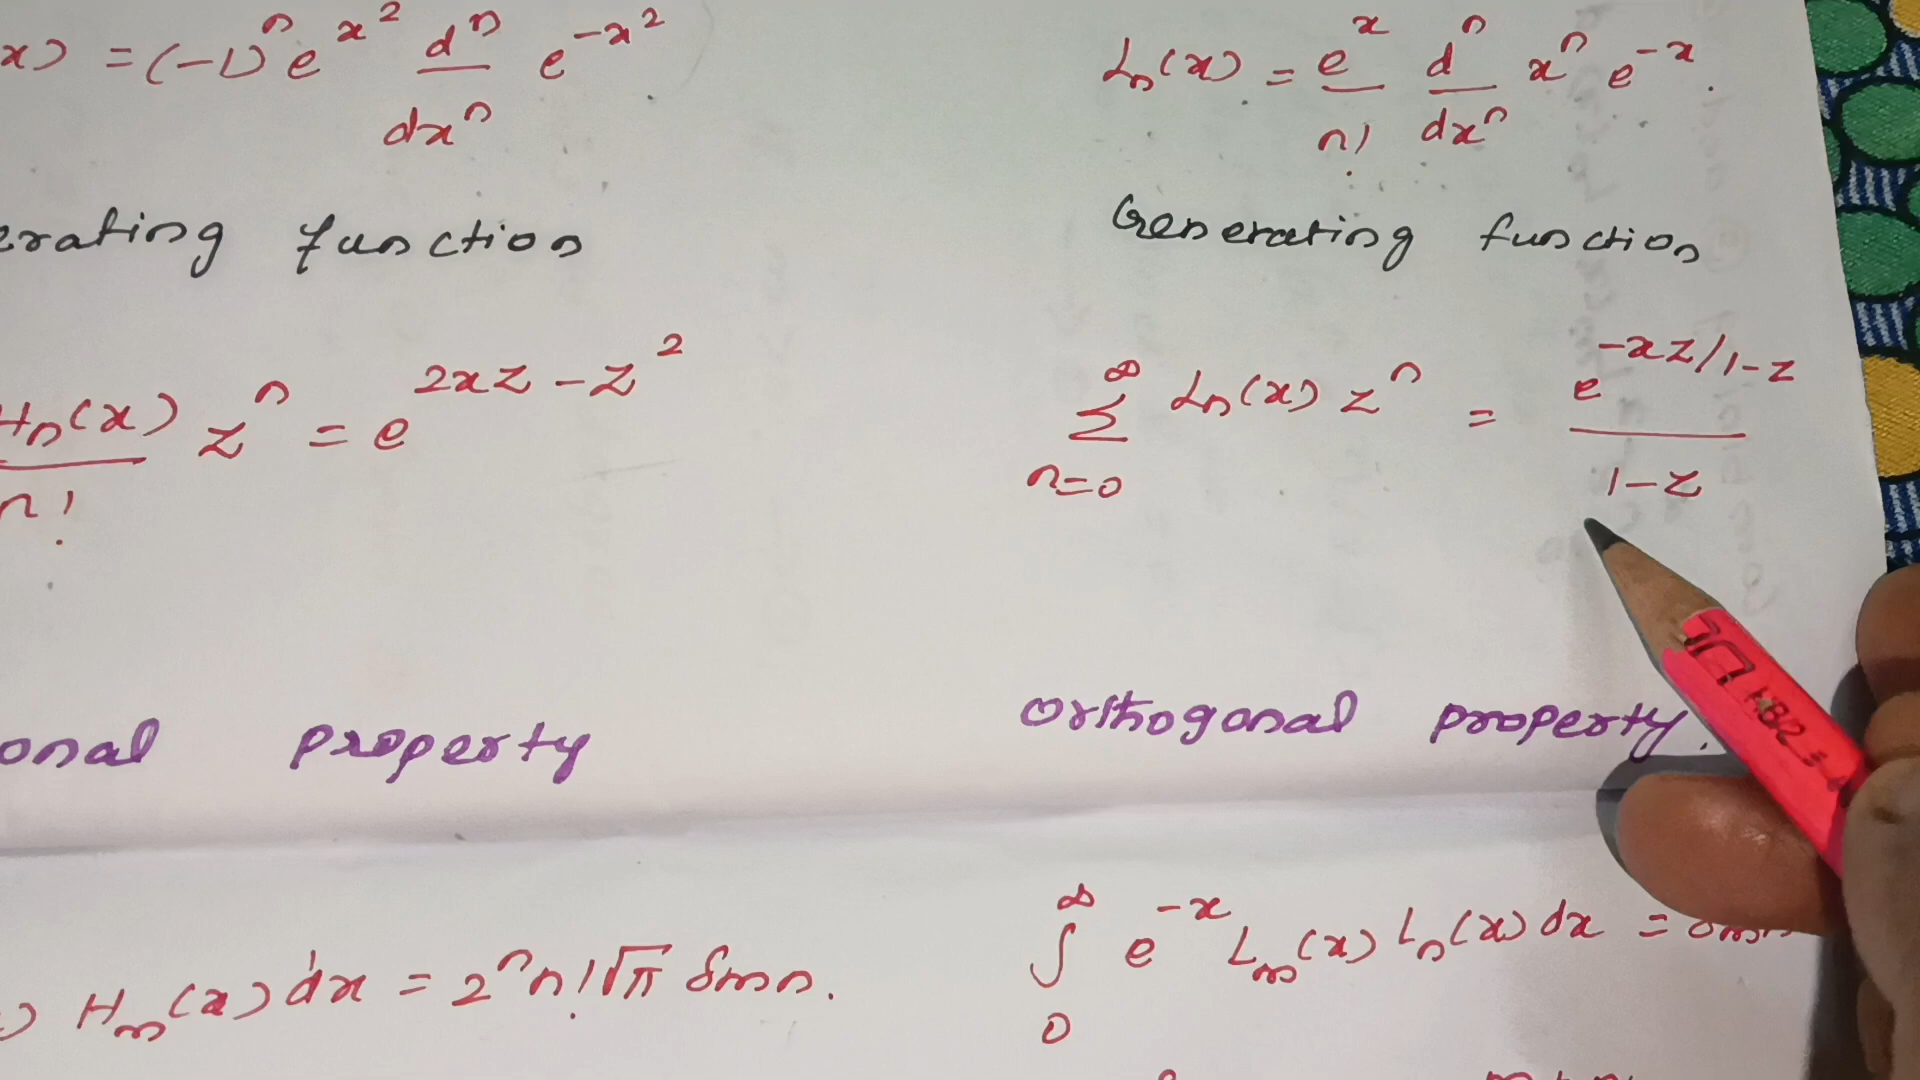 x) = (-1)ⁿ e^x² dⁿ/dxⁿ e^-x²
Lₙ(x) = e^x/n! dⁿ/dxⁿ xⁿ e^-x.
erating function
Generating function
Hₙ(x)/n! zⁿ = e^2xz-z²
∞Σn=0 Lₙ(x) zⁿ = e^-xz/1-z / 1-z
onal property
orthogonal property.
) Hₘ(x) dx = 2ⁿ n! √π δmn.
∞∫0 e^-x Lₘ(x) Lₙ(x) dx =